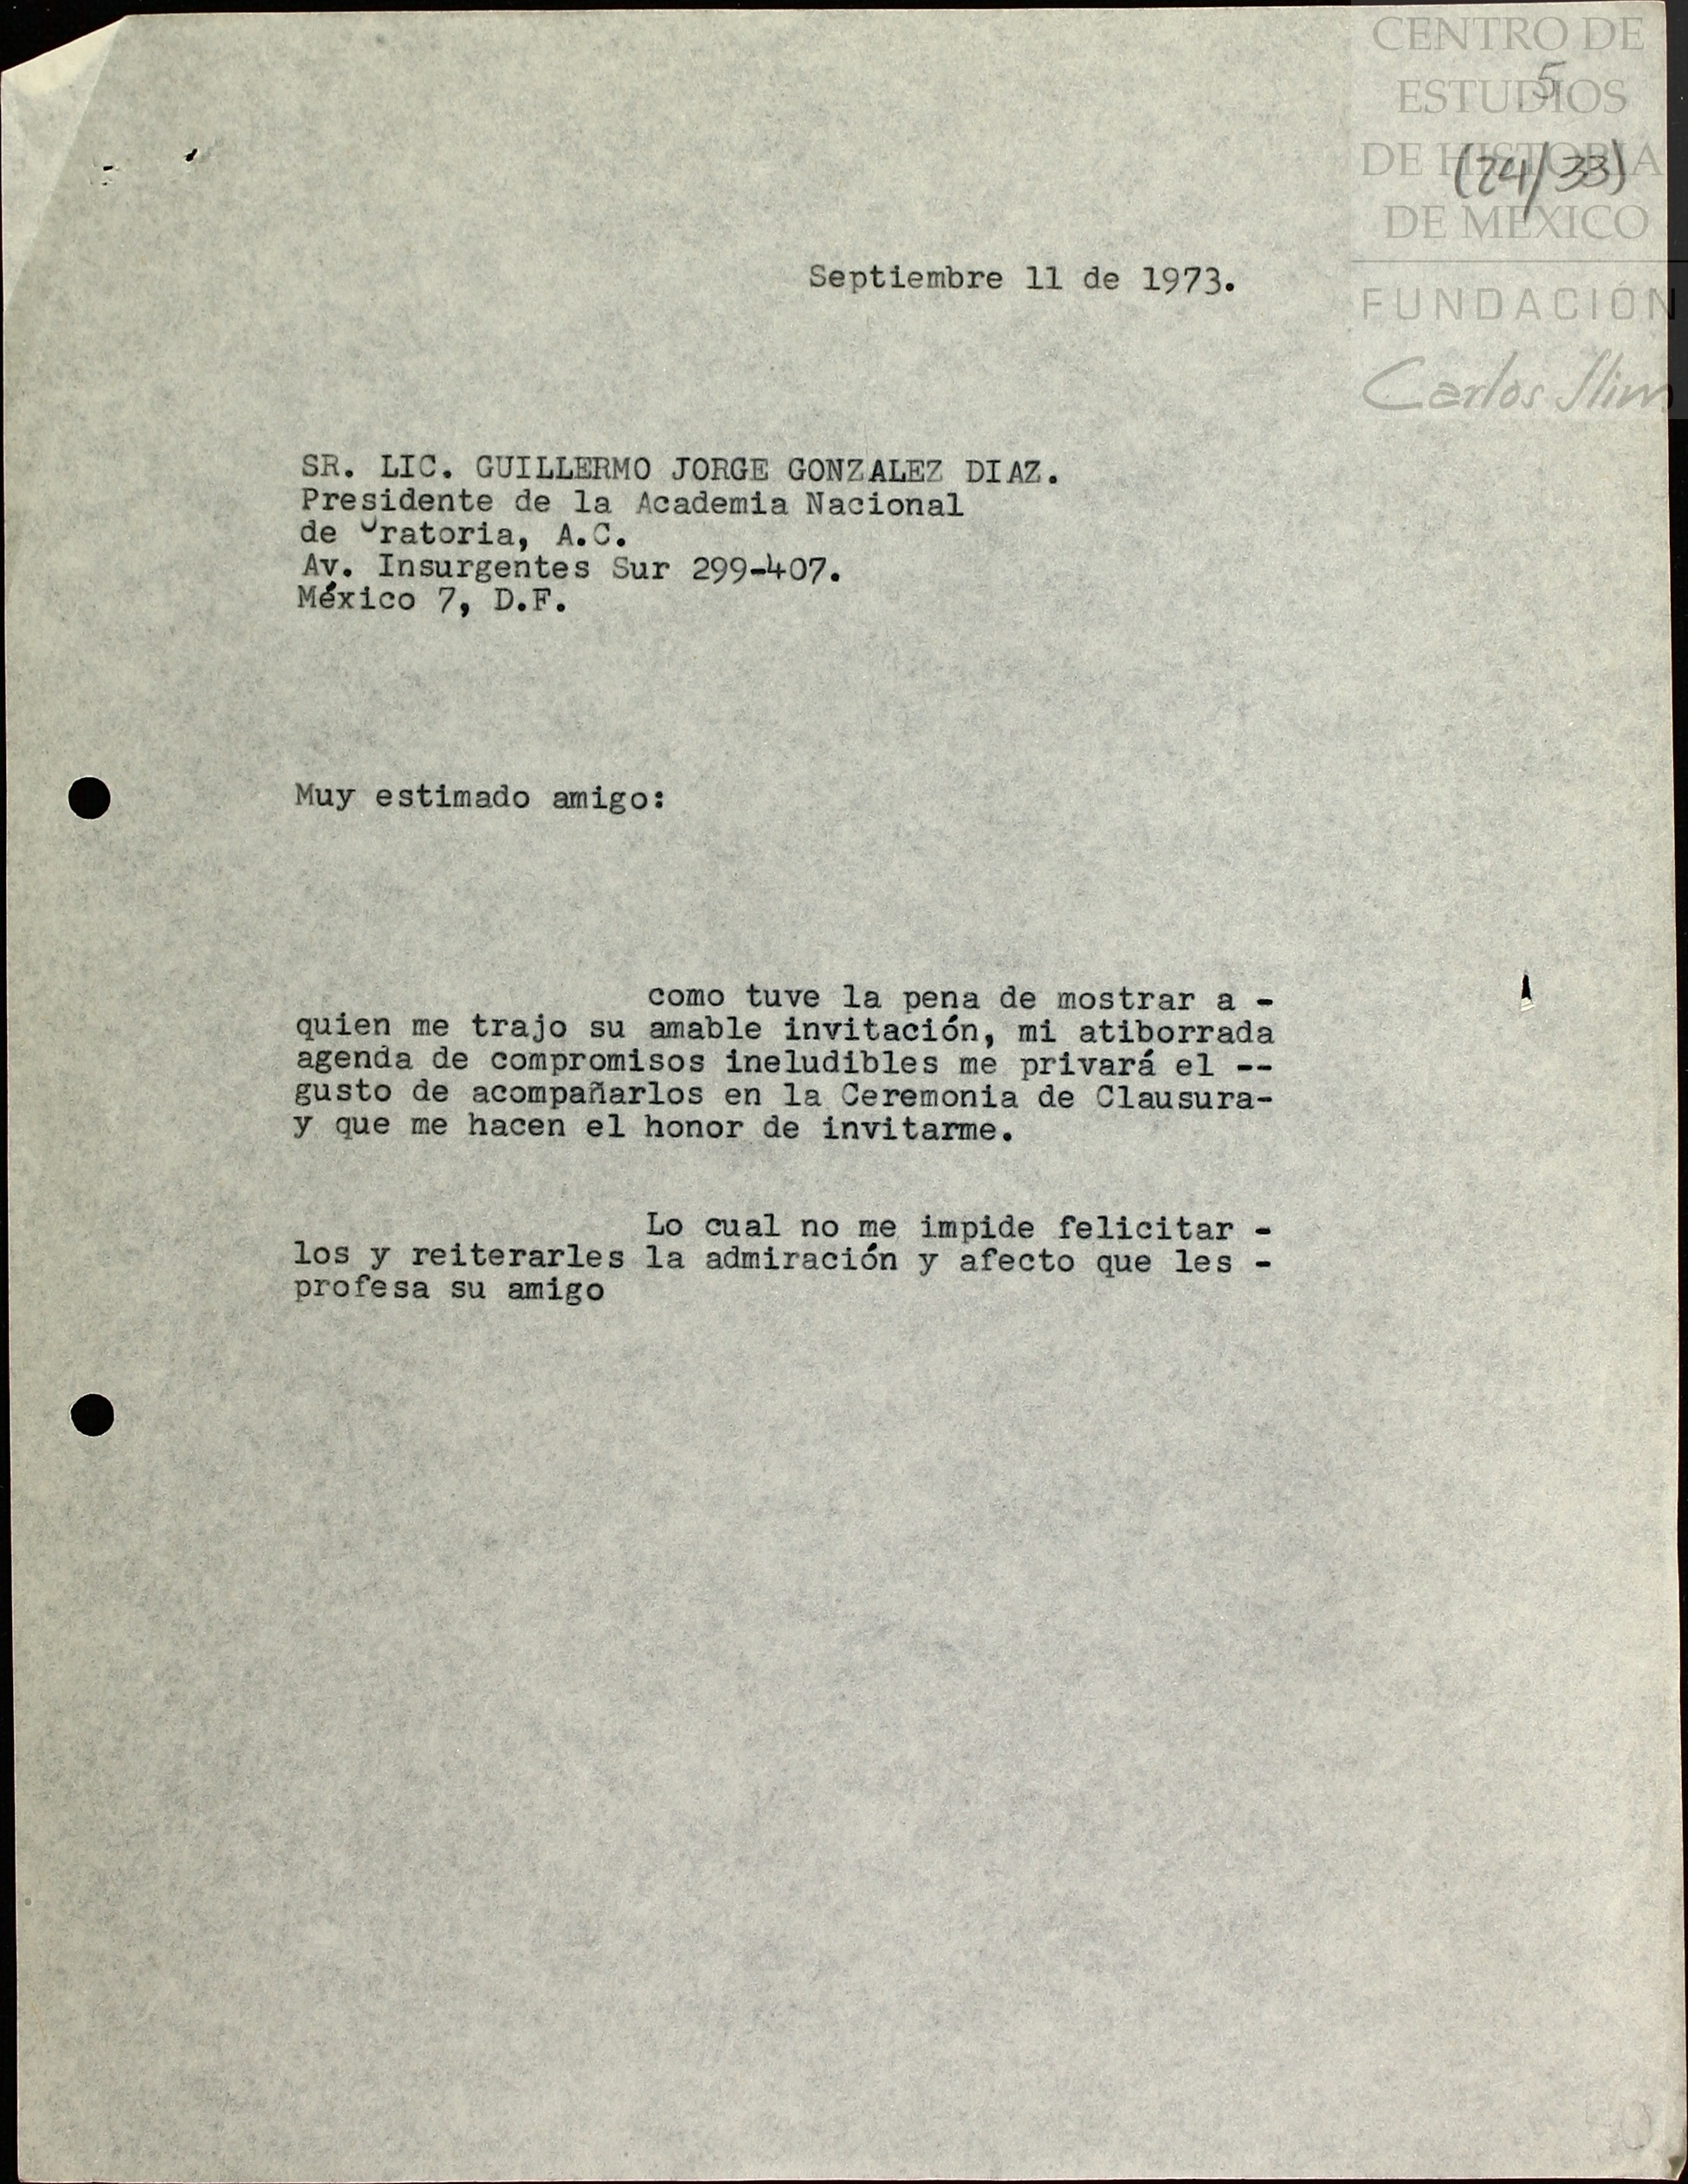 CENTRO DE
ESTUDIOS
DE HISTORIA
DE MEXICO
FUNDACIÓN
Carlos Slim
5
(24/33)
Septiembre 11 de 1973.
SR. LIC. GUILLERMO JORGE GONZALEZ DIAZ.
Presidente de la Academia Nacional
de Oratoria, A.C.
Av. Insurgentes Sur 299-407.
México 7, D.F.
Muy estimado amigo:
como tuve la pena de mostrar a -
quien me trajo su amable invitación, mi atiborrada
agenda de compromisos ineludibles me privará el --
gusto de acompañarlos en la Ceremonia de Clausura-
y que me hacen el honor de invitarme.
Lo cual no me impide felicitar -
los y reiterarles la admiración y afecto que les -
profesa su amigo